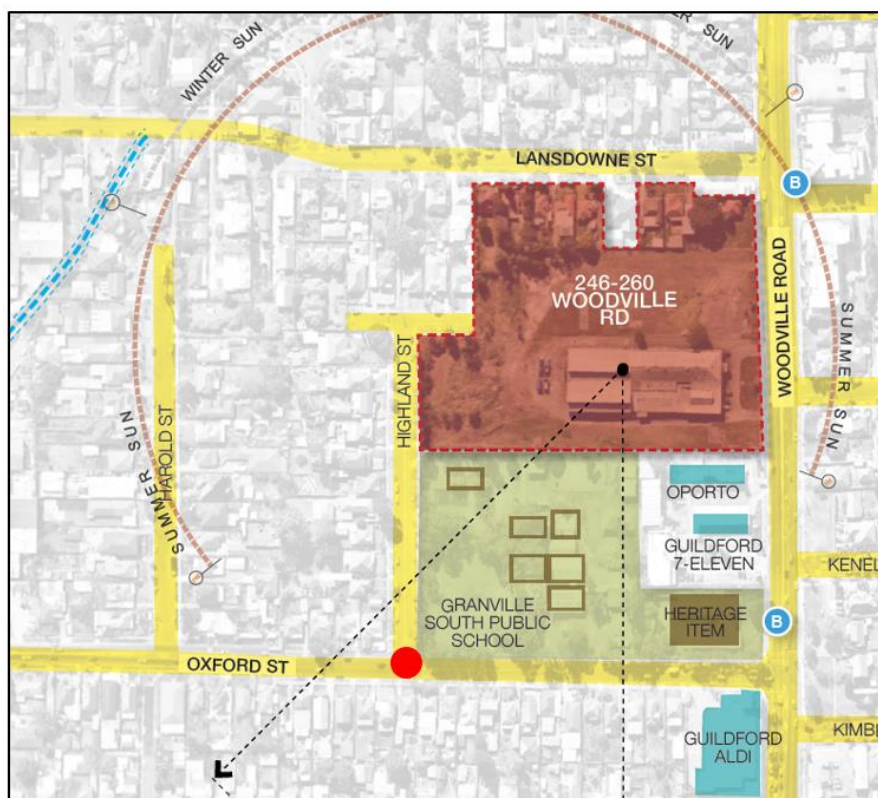 WINTER SUN
SUN
LANSDOWNE ST
B
246-260
WOODVILLE
RD
WOODVILLE ROAD
SUMMER SUN
HIGHLAND ST
HAROLD ST
SUMMER SUN
OPORTO
GUILDFORD
7-ELEVEN
GRANVILLE
SOUTH PUBLIC
SCHOOL
HERITAGE
ITEM
B
OXFORD ST
GUILDFORD
ALDI